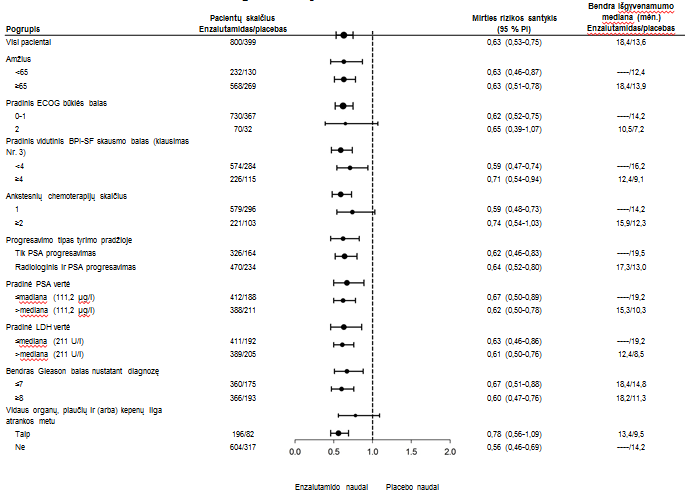 Pogrupis Pacientų skaičius Enzalutamidas/placebas Mirties rizikos santykis (95 % PI) Bendra išgyvenamumo mediana (mėn.) Enzalutamidas/placebas
Visi pacientai 800/399 0,63 (0,53–0,75) 18,4/13,6
Amžius
<65 232/130 0,63 (0,46–0,87) ––/12,4
≥65 568/269 0,63 (0,51–0,78) 18,4/13,9
Pradinis ECOG būklės balas
0-1 730/367 0,62 (0,52–0,75) ––/14,2
2 70/32 0,65 (0,39-1,07) 10,5/7,2
Pradinis vidutinis BPI-SF skausmo balas (klausimas
Nr. 3)
<4 574/284 0,59 (0,47–0,74) ––/16,2
≥4 226/115 0,71 (0,54–0,94) 12,4/9,1
Ankstesnių chemoterapijų skaičius
1 579/296 0,59 (0,48–0,73) ––/14,2
≥2 221/103 0,74 (0,54–1,03) 15,9/12,3
Progresavimo tipas tyrimo pradžioje
Tik PSA progresavimas 326/164 0,62 (0,46–0,83) ––/19,5
Radiologinis ir PSA progresavimas 470/234 0,64 (0,52–0,80) 17,3/13,0
Pradinė PSA vertė
≤madiana (111,2 µg/l) 412/188 0,67 (0,50–0,89) ––/19,2
>mediana (111,2 µg/l) 388/211 0,62 (0,50–0,78) 15,3/10,3
Pradinė LDH vertė
≤mediana (211 U/l) 411/192 0,63 (0,46–0,86) ––/19,2
>mediana (211 U/l) 389/205 0,61 (0,50–0,76) 12,4/8,5
Bendras Gleason balas nustatant diagnozę
≤7 360/175 0,67 (0,51–0,88) 18,4/14,8
≥8 366/193 0,60 (0,47–0,76) 18,2/11,3
Vidaus organų, plaučių ir (arba) kepenų liga
atrankos metu
Taip 196/82 0,78 (0,56–1,09) 13,4/9,5
Ne 604/317 0,56 (0,46–0,69) ––/14,2
0.0 0.5 1.0 1.5 2.0
Enzalutamido naudai Placebo naudai